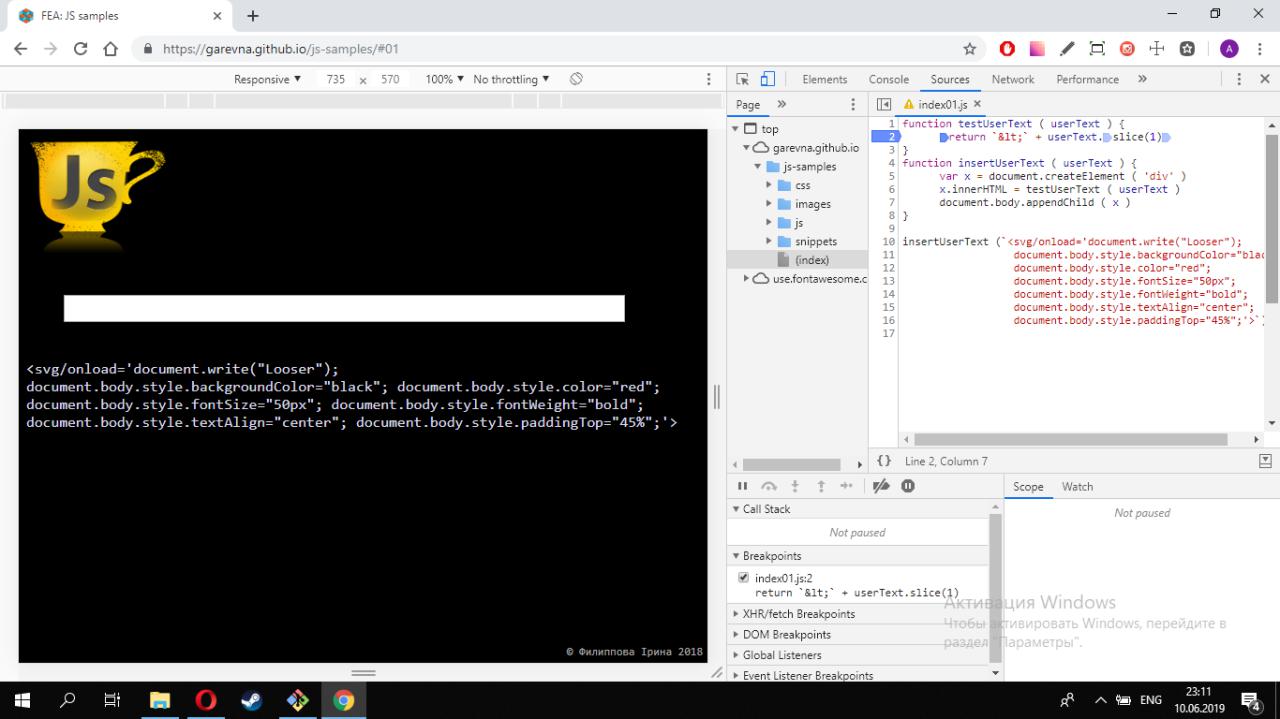 FEA: JS samples
https://garevna.github.io/js-samples/#01
A
Responsive 735 x 570 100% No throttling
Elements Console Sources Network Performance
Page
index01.js
top
garevna.github.io
js-samples
css
images
js
snippets
(index)
use.fontawesome.c
1 function testUserText ( userText ) {
2 return `&lt;` + userText.slice(1)
3 }
4 function insertUserText ( userText ) {
5 var x = document.createElement ( 'div' )
6 x.innerHTML = testUserText ( userText )
7 document.body.appendChild ( x )
8 }
9
10 insertUserText (`<svg/onload='document.write("Looser");
11 document.body.style.backgroundColor="blac
12 document.body.style.color="red";
13 document.body.style.fontSize="50px";
14 document.body.style.fontWeight="bold";
15 document.body.style.textAlign="center";
16 document.body.style.paddingTop="45%";'>`)
17
{} Line 2, Column 7
Js
<svg/onload='document.write("Looser");
document.body.style.backgroundColor="black"; document.body.style.color="red";
document.body.style.fontSize="50px"; document.body.style.fontWeight="bold";
document.body.style.textAlign="center"; document.body.style.paddingTop="45%";'>
© Филиппова Ірина 2018
Scope Watch
Not paused
Call Stack
Not paused
Breakpoints
index01.js:2
return `&lt;` + userText.slice(1)
XHR/fetch Breakpoints
DOM Breakpoints
Global Listeners
Event Listener Breakpoints
Активация Windows
Чтобы активировать Windows, перейдите в
раздел "Параметры".
ENG
23:11
10.06.2019
4